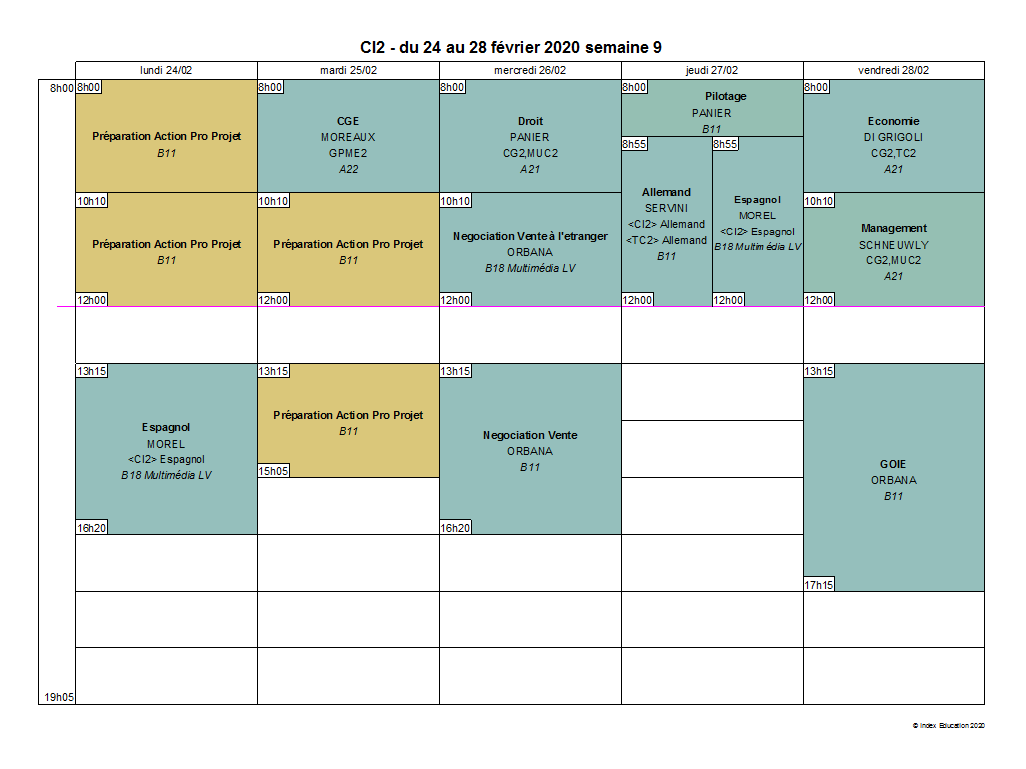 CI2 - du 24 au 28 février 2020 semaine 9
lundi 24/02
mardi 25/02
mercredi 26/02
jeudi 27/02
vendredi 28/02
8h00
19h05
8h00
Préparation Action Pro Projet
B11
10h10
Préparation Action Pro Projet
B11
12h00
13h15
Espagnol
MOREL
<CI2> Espagnol
B18 Multimédia LV
16h20
8h00
CGE
MOREAUX
GPME2
A22
10h10
Préparation Action Pro Projet
B11
12h00
13h15
Préparation Action Pro Projet
B11
15h05
8h00
Droit
PANIER
CG2,MUC2
A21
10h10
Negociation Vente à l'etranger
ORBANA
B18 Multimédia LV
12h00
13h15
Negociation Vente
ORBANA
B11
16h20
8h00
Pilotage
PANIER
B11
8h55
Allemand
SERVINI
<CI2> Allemand
<TC2> Allemand
B11
12h00
8h55
Espagnol
MOREL
<CI2> Espagnol
B18 Multimédia LV
12h00
8h00
Economie
DI GRIGOLI
CG2,TC2
A21
10h10
Management
SCHNEUWLY
CG2,MUC2
A21
12h00
13h15
GOIE
ORBANA
B11
17h15
© Index Education 2020